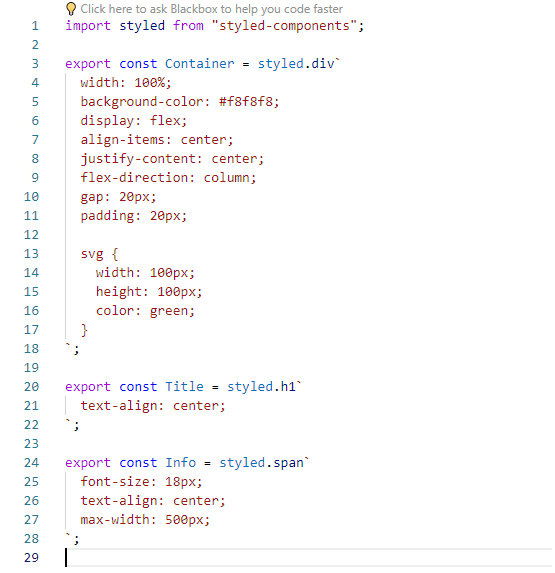 Click here to ask Blackbox to help you code faster
1 import styled from "styled-components";
2
3 export const Container = styled.div`
4   width: 100%;
5   background-color: #f8f8f8;
6   display: flex;
7   align-items: center;
8   justify-content: center;
9   flex-direction: column;
10   gap: 20px;
11   padding: 20px;
12
13   svg {
14     width: 100px;
15     height: 100px;
16     color: green;
17   }
18 `;
19
20 export const Title = styled.h1`
21   text-align: center;
22 `;
23
24 export const Info = styled.span`
25   font-size: 18px;
26   text-align: center;
27   max-width: 500px;
28 `;
29